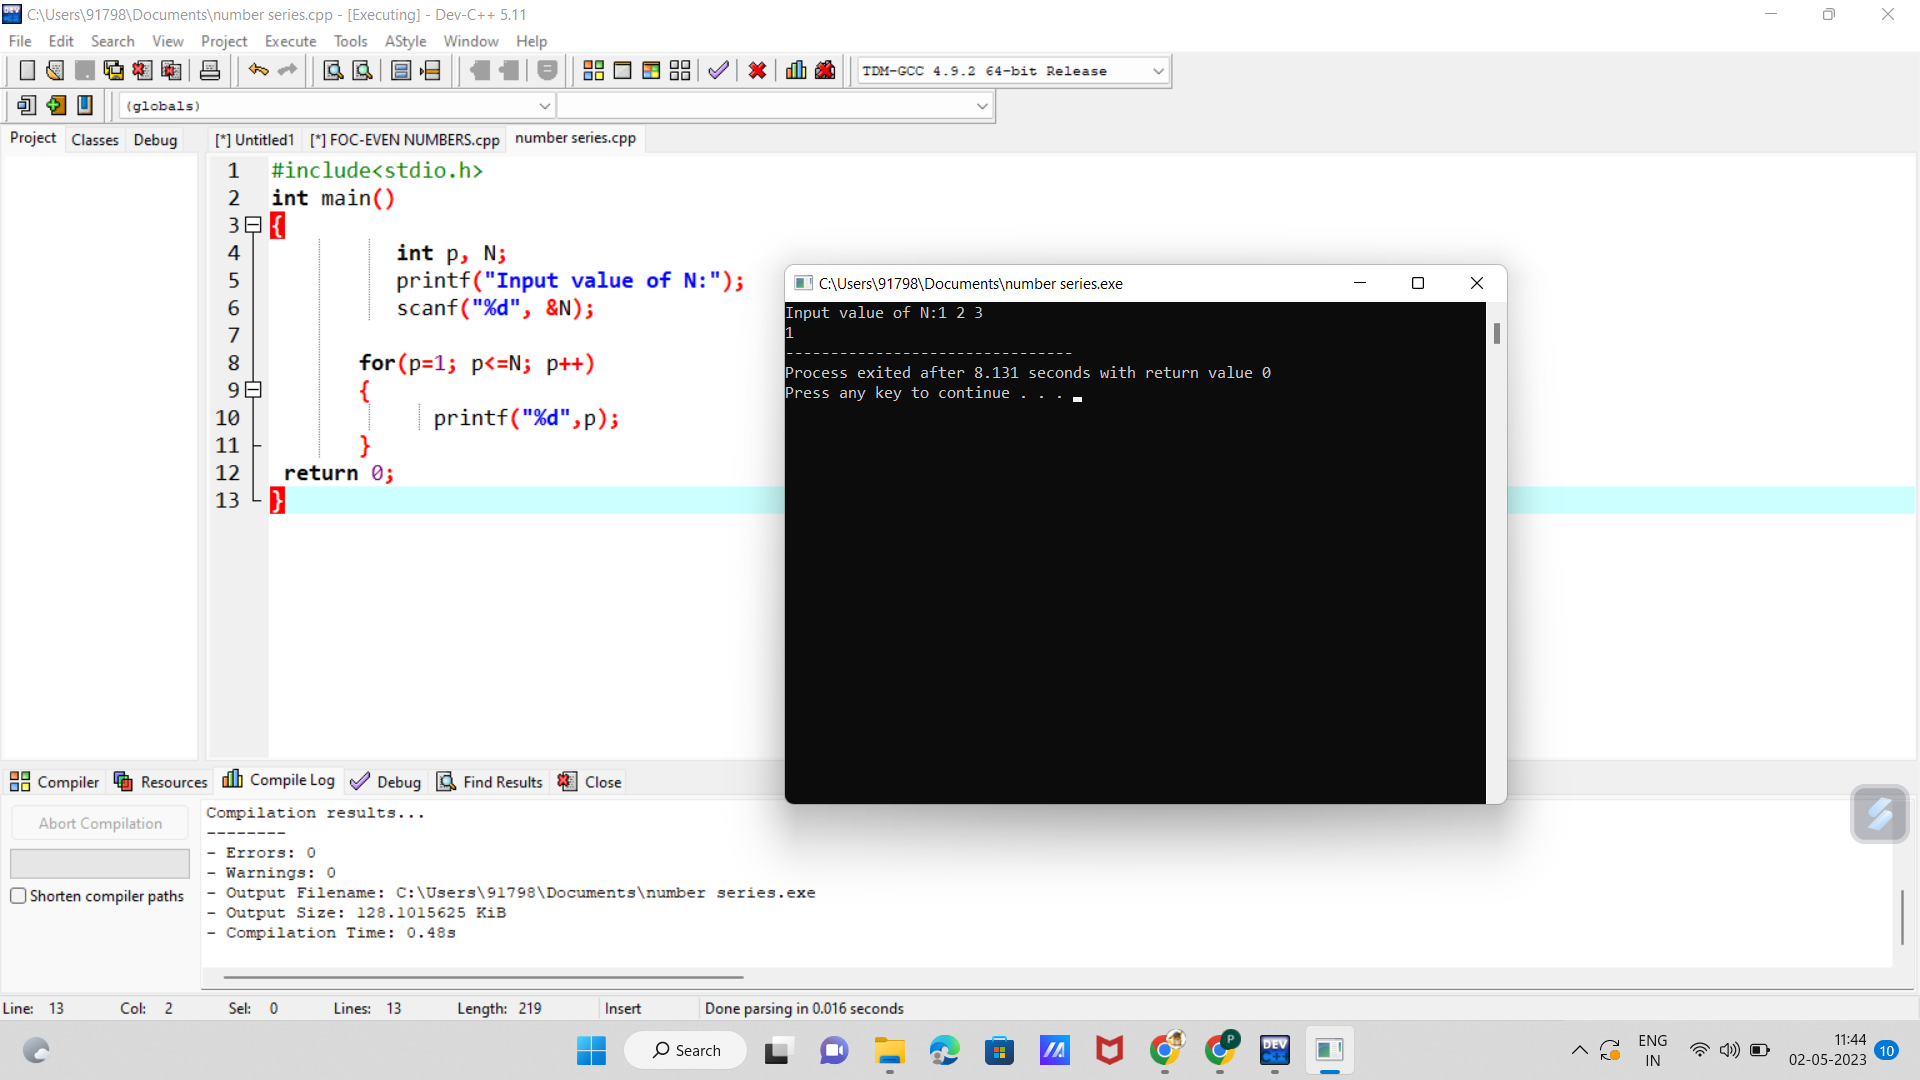 C:\Users\91798\Documents\number series.cpp - [Executing] - Dev-C++ 5.11
File Edit Search View Project Execute Tools AStyle Window Help
TDM-GCC 4.9.2 64-bit Release
(globals)
Project Classes Debug [*] Untitled1 [*] FOC-EVEN NUMBERS.cpp number series.cpp
1 #include<stdio.h>
2 int main()
3 {
4 int p, N;
5 printf("Input value of N:");
6 scanf("%d", &N);
7
8 for(p=1; p<=N; p++)
9 {
10 printf("%d",p);
11 }
12 return 0;
13 }
C:\Users\91798\Documents\number series.exe
Input value of N:1 2 3
1
--------------------------------
Process exited after 8.131 seconds with return value 0
Press any key to continue . . .
Compiler Resources Compile Log Debug Find Results Close
Abort Compilation
Shorten compiler paths
Compilation results...
--------
- Errors: 0
- Warnings: 0
- Output Filename: C:\Users\91798\Documents\number series.exe
- Output Size: 128.1015625 KiB
- Compilation Time: 0.48s
Line: 13 Col: 2 Sel: 0 Lines: 13 Length: 219 Insert Done parsing in 0.016 seconds
Search
P
DEV
C++
ENG
IN
11:44
02-05-2023
10